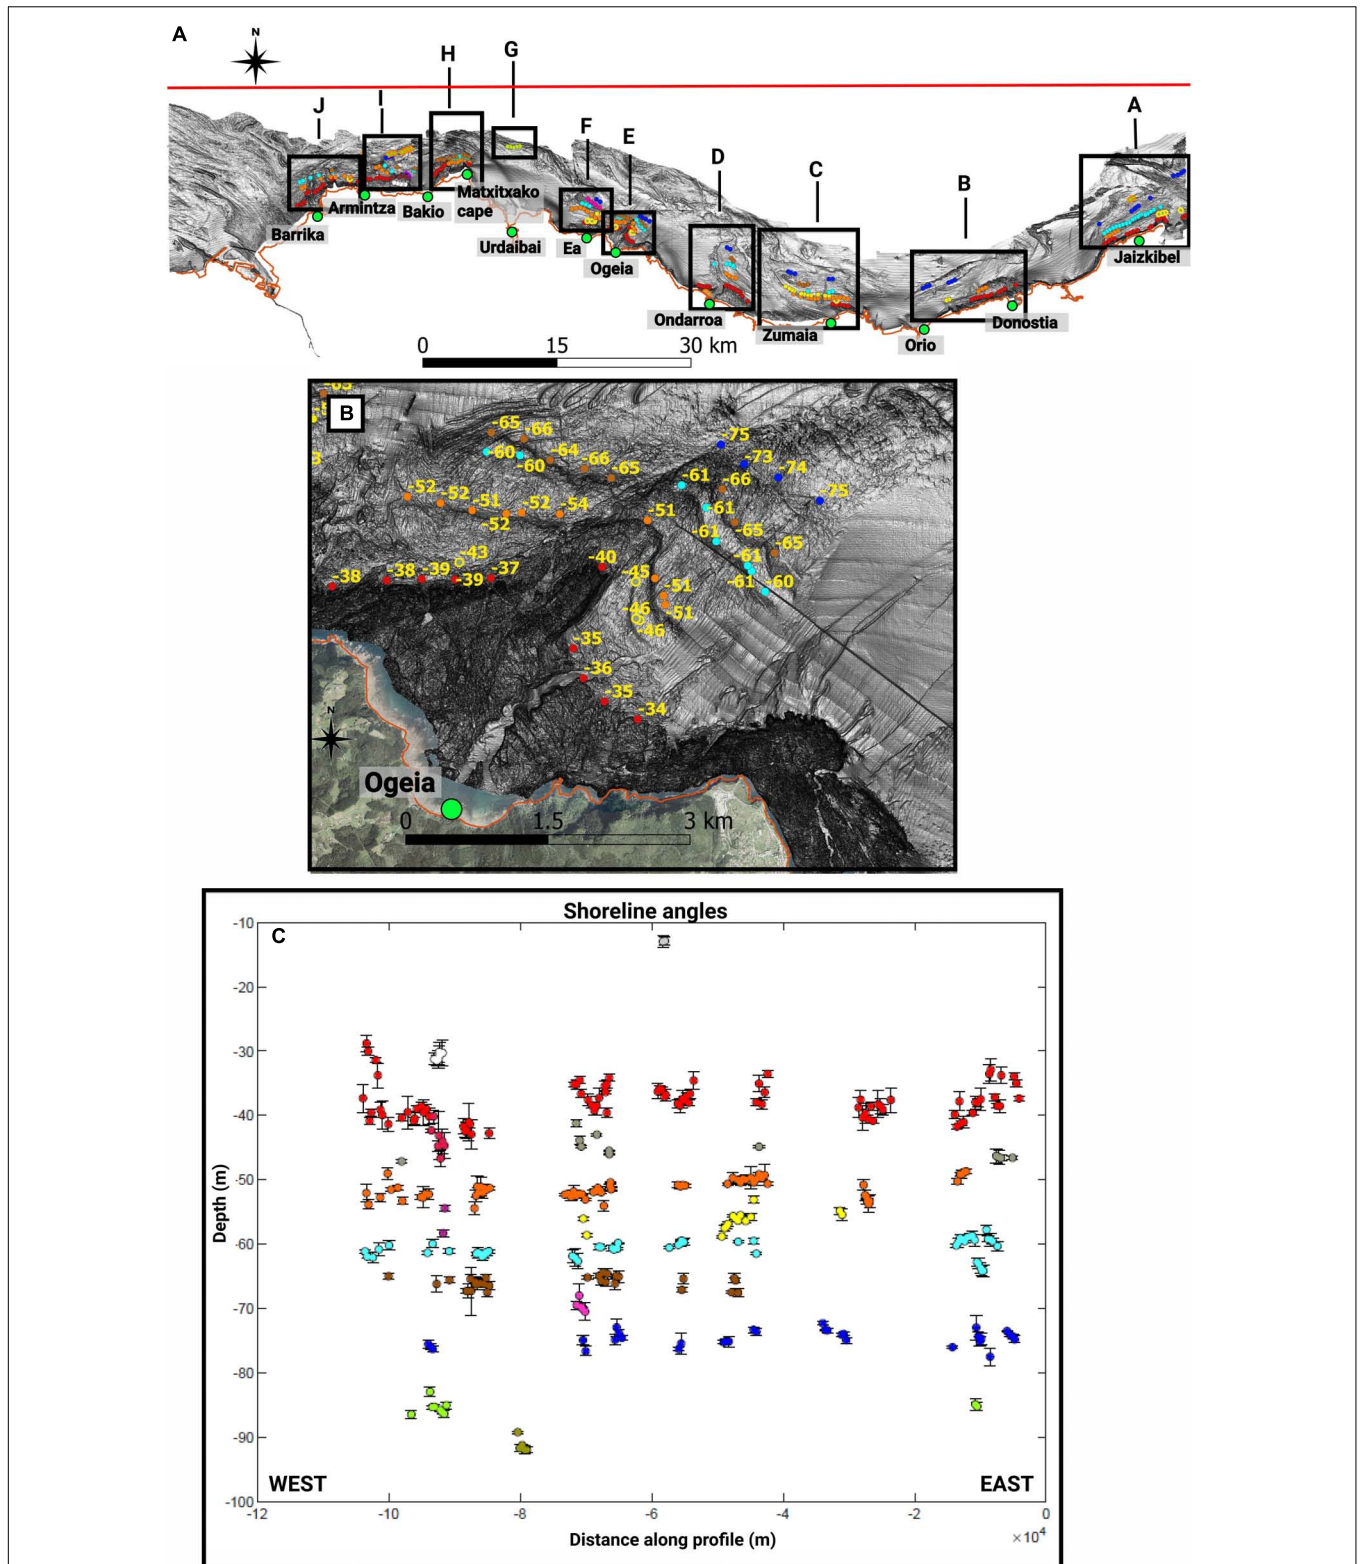 A
N
H
G
J
I
F
E
D
C
B
A
Barrika
Armintza
Bakio
Matxitxako
cape
Urdaibai
Ea
Ogeia
Ondarroa
Zumaia
Orio
Donostia
Jaizkibel
0 15 30 km
B
-65 -66
-60 -60 -64 -66 -65
-75
-73
-74
-75
-61 -66
-61 -65
-61 -65
-61
-61 -60
-52 -52 -51 -52 -52 -54 -51
-43
-38 -38 -39 -39 -37
-40
-45 -51
-46 -51
-46
-35
-36
-35
-34
N
Ogeia
0 1.5 3 km
Shoreline angles
C
-10
-20
-30
-40
-50
-60
-70
-80
-90
-100
Depth (m)
WEST EAST
-12 -10 -8 -6 -4 -2 0
×10⁴
Distance along profile (m)